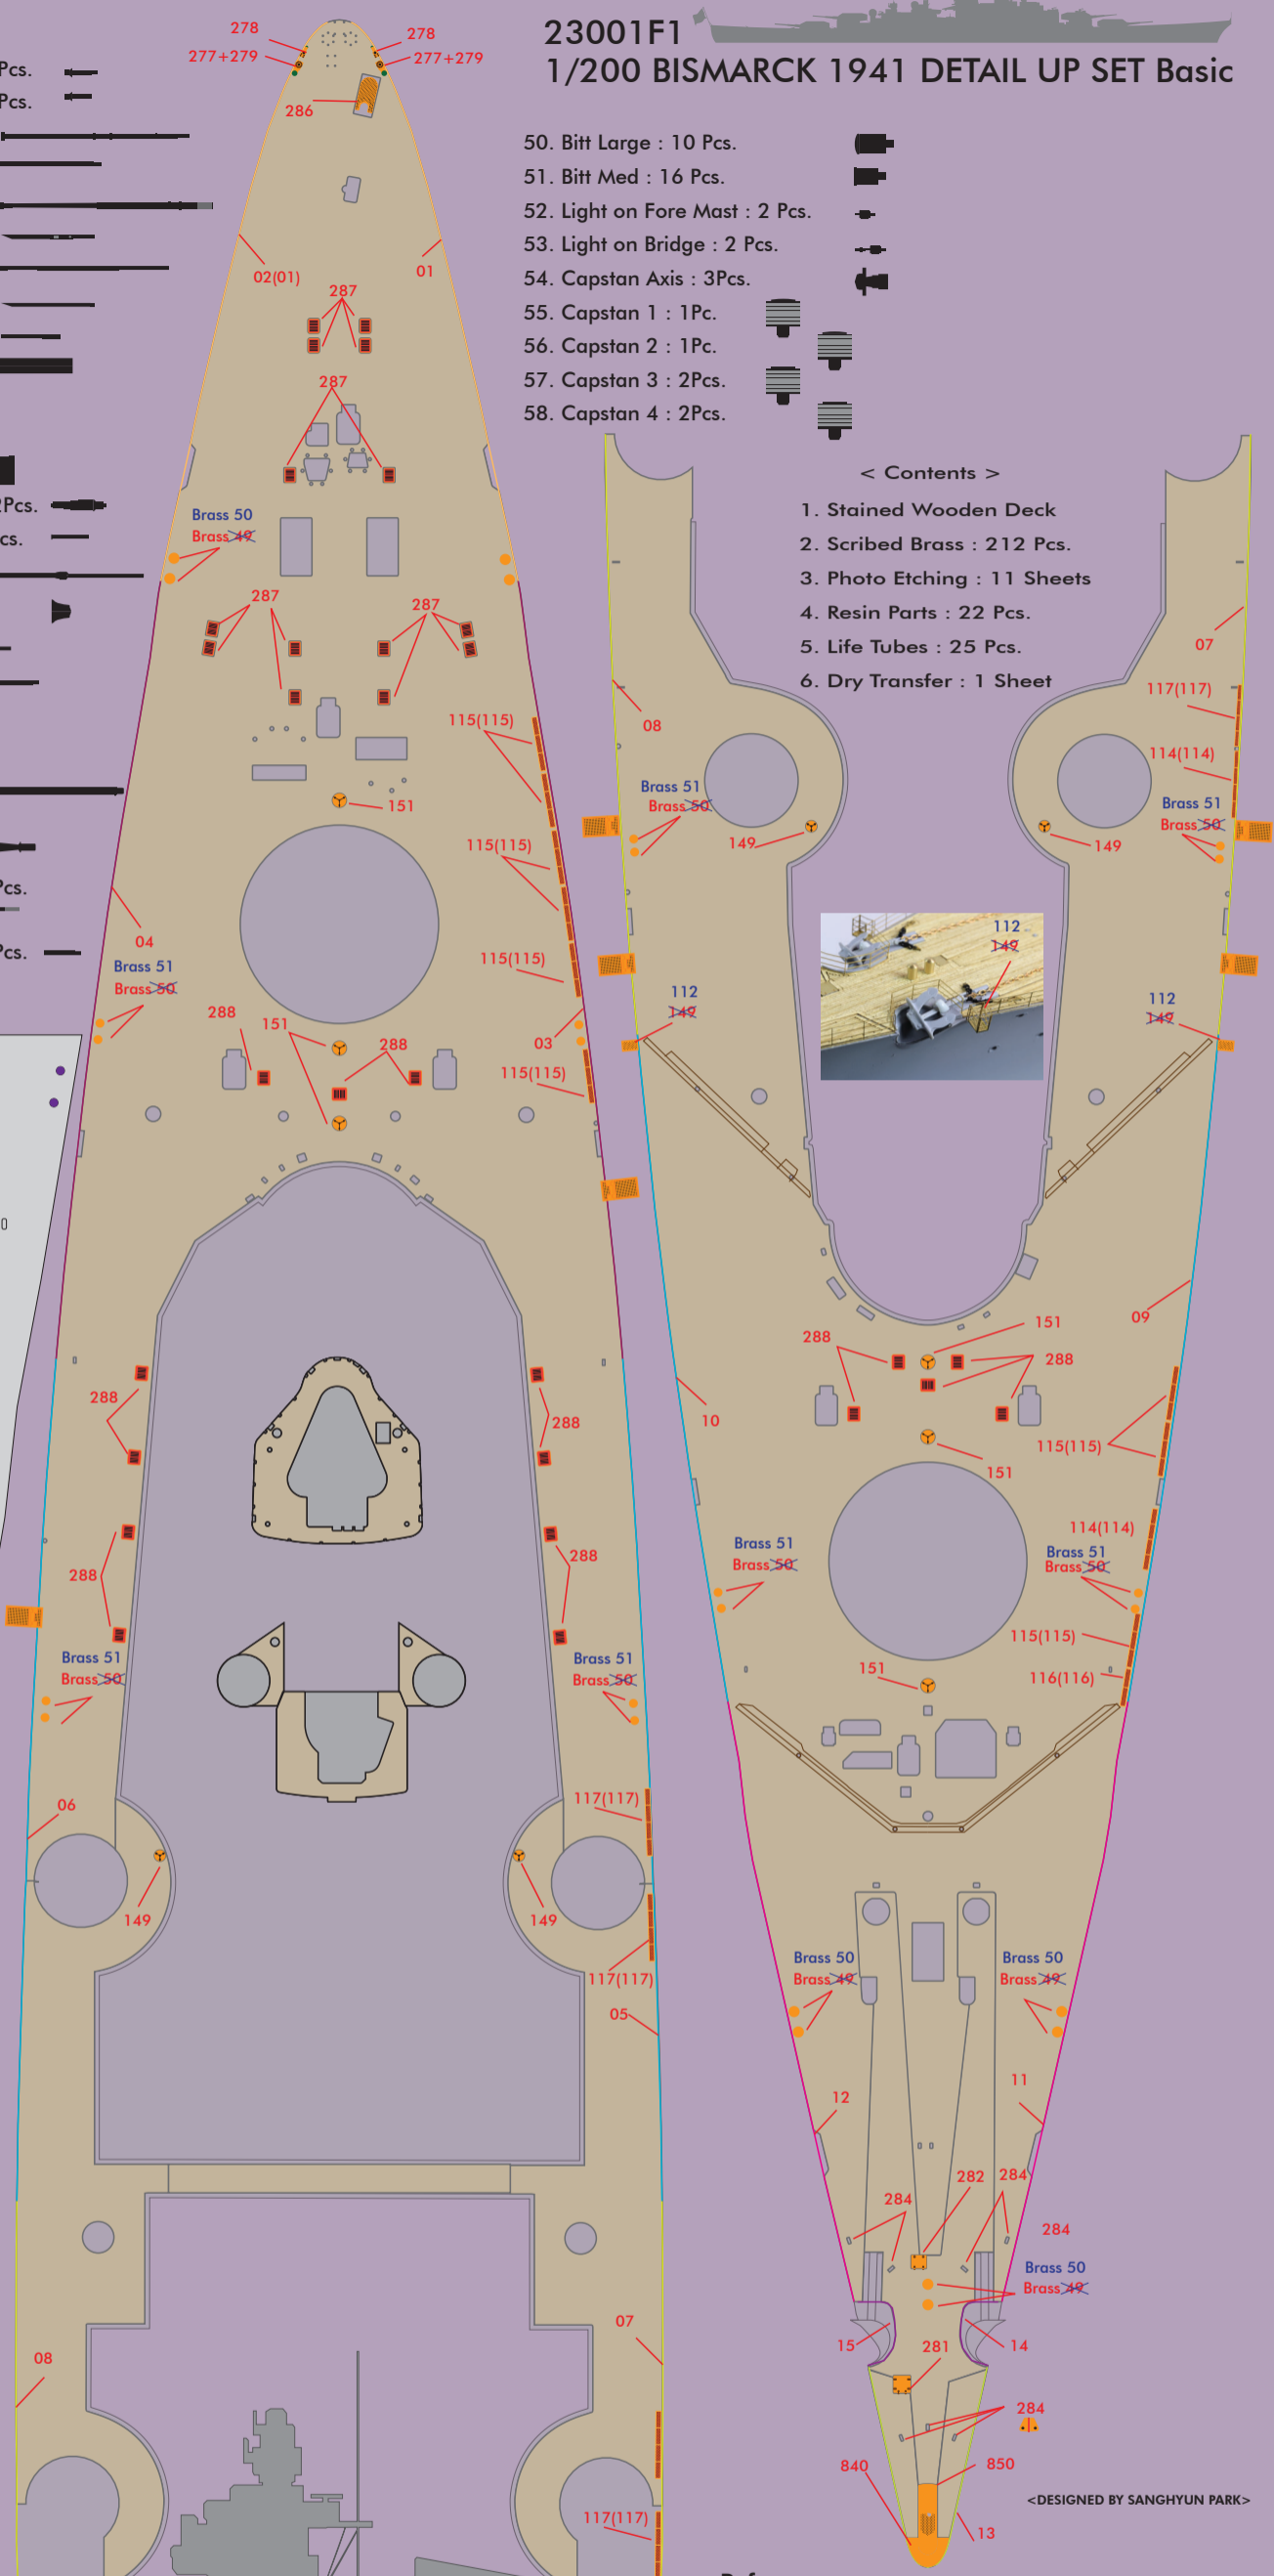 23001F1
1/200 BISMARCK 1941 DETAIL UP SET Basic
278
278
277+279
277+279
286
Pcs.
Pcs.
50. Bitt Large : 10 Pcs.
51. Bitt Med : 16 Pcs.
52. Light on Fore Mast : 2 Pcs.
53. Light on Bridge : 2 Pcs.
54. Capstan Axis : 3Pcs.
55. Capstan 1 : 1Pc.
56. Capstan 2 : 1Pc.
57. Capstan 3 : 2Pcs.
58. Capstan 4 : 2Pcs.
02(01)
01
287
287
< Contents >
1. Stained Wooden Deck
2. Scribed Brass : 212 Pcs.
3. Photo Etching : 11 Sheets
4. Resin Parts : 22 Pcs.
5. Life Tubes : 25 Pcs.
6. Dry Transfer : 1 Sheet
2Pcs.
cs.
Brass 50
Brass 49
287
287
07
08
117(117)
115(115)
114(114)
151
Brass 51
Brass 50
149
149
Brass 51
Brass 50
115(115)
Pcs.
Pcs.
04
Brass 51
Brass 50
115(115)
112
149
112
149
112
149
288
151
288
03
115(115)
09
151
288
288
10
115(115)
151
288
288
114(114)
Brass 51
Brass 50
Brass 51
Brass 50
288
288
115(115)
116(116)
151
Brass 51
Brass 50
Brass 51
Brass 50
06
117(117)
149
149
117(117)
05
Brass 50
Brass 49
Brass 50
Brass 49
12
11
284
282
284
284
Brass 50
Brass 49
15
14
281
07
08
284
840
850
13
117(117)
<DESIGNED BY SANGHYUN PARK>